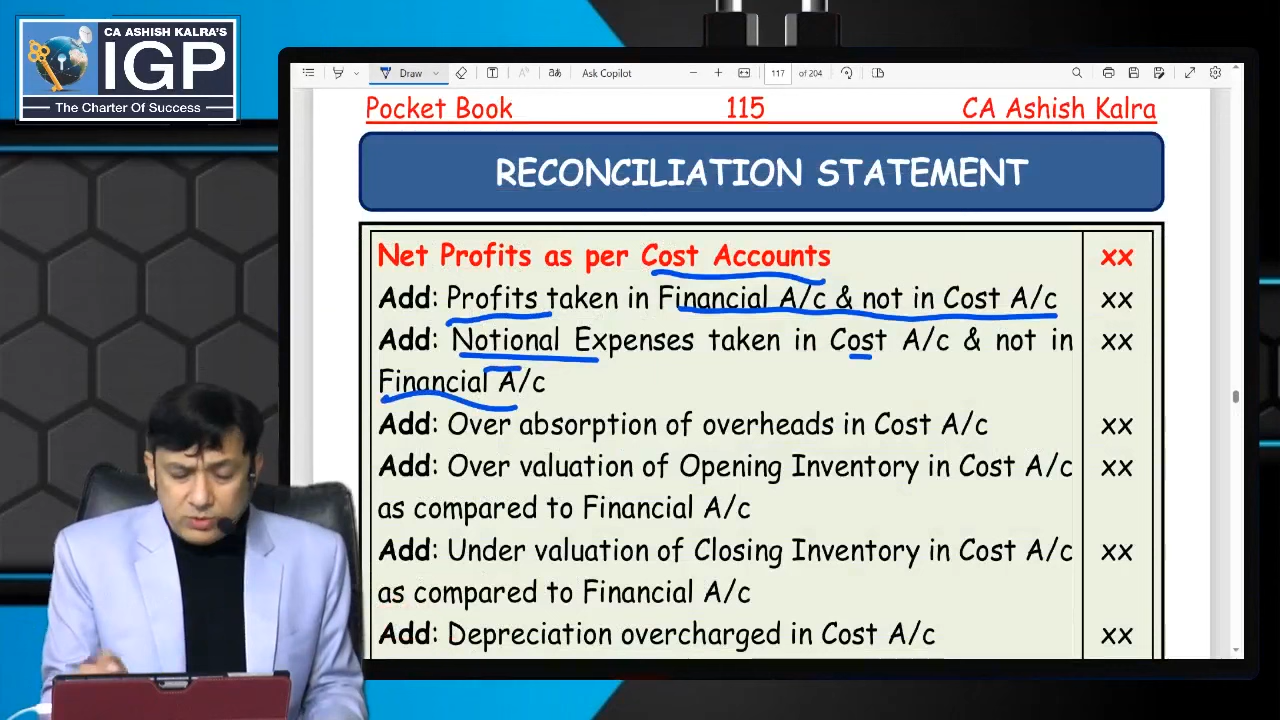 CA ASHISH KALRA'S
IGP
The Charter Of Success
Draw
Ask Copilot
117 of 204
Pocket Book 115 CA Ashish Kalra
RECONCILIATION STATEMENT
Net Profits as per Cost Accounts xx
Add: Profits taken in Financial A/c & not in Cost A/c xx
Add: Notional Expenses taken in Cost A/c & not in xx
Financial A/c
Add: Over absorption of overheads in Cost A/c xx
Add: Over valuation of Opening Inventory in Cost A/c xx
as compared to Financial A/c
Add: Under valuation of Closing Inventory in Cost A/c xx
as compared to Financial A/c
Add: Depreciation overcharged in Cost A/c xx